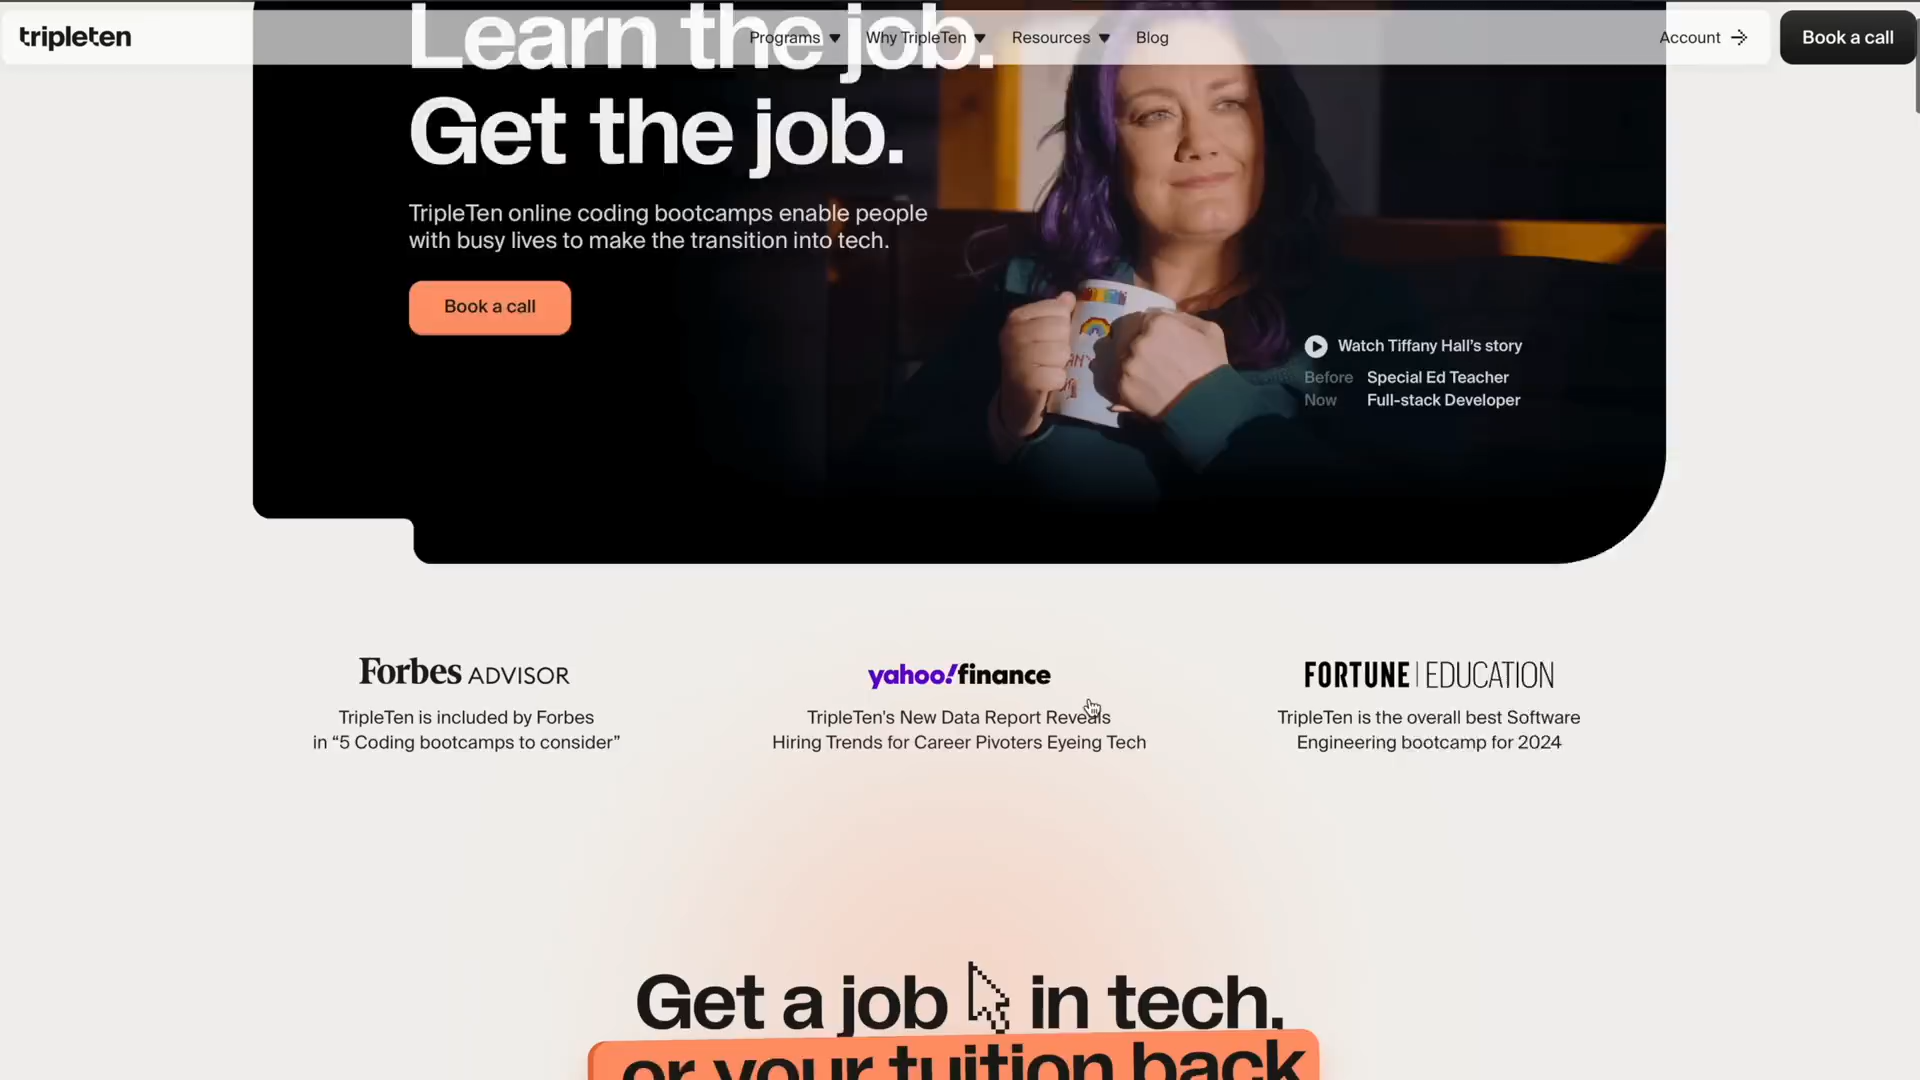 tripleten
Programs
Why TripleTen
Resources
Blog
Account
Book a call
Learn the job.
Get the job.
TripleTen online coding bootcamps enable people
with busy lives to make the transition into tech.
Book a call
Watch Tiffany Hall's story
Before Special Ed Teacher
Now Full-stack Developer
Forbes ADVISOR
TripleTen is included by Forbes
in “5 Coding bootcamps to consider”
yahoo!finance
TripleTen's New Data Report Reveals
Hiring Trends for Career Pivoters Eyeing Tech
FORTUNE | EDUCATION
TripleTen is the overall best Software
Engineering bootcamp for 2024
Get a job in tech,
or your tuition back